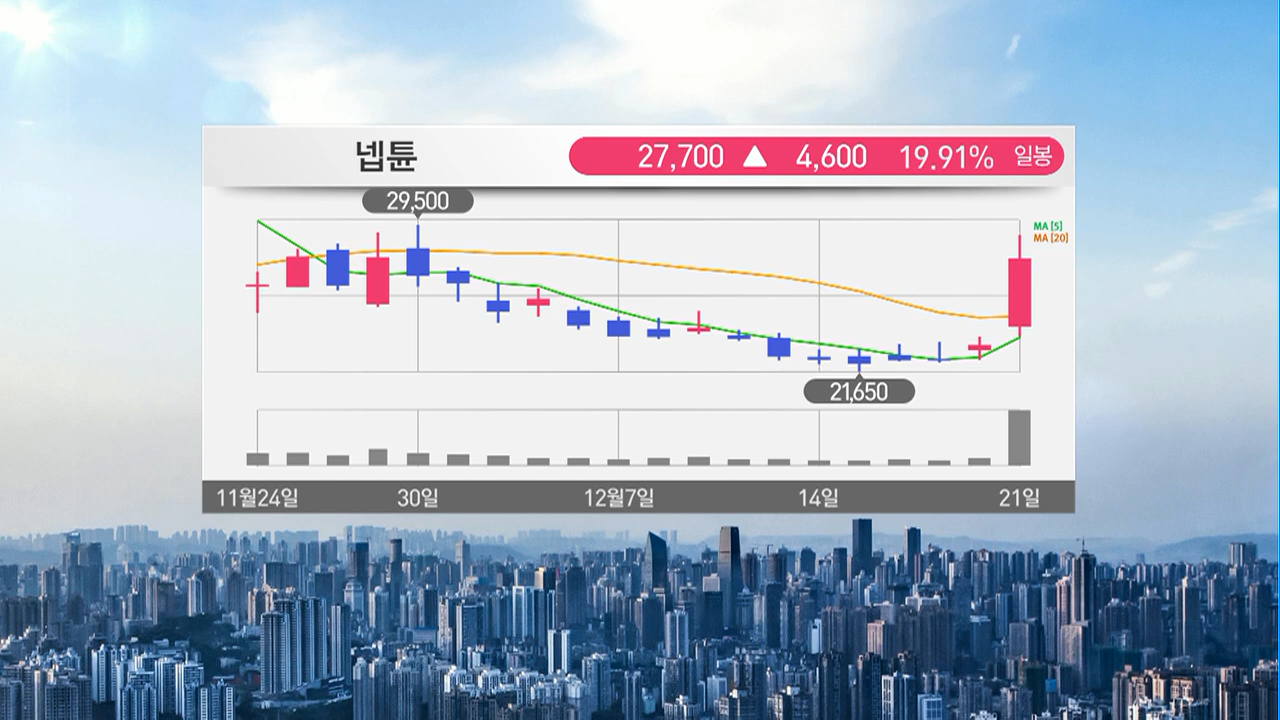 넵튠
27,700 ▲ 4,600 19.91% 일봉
29,500
MA [5]
MA [20]
21,650
11월24일 30일 12월7일 14일 21일